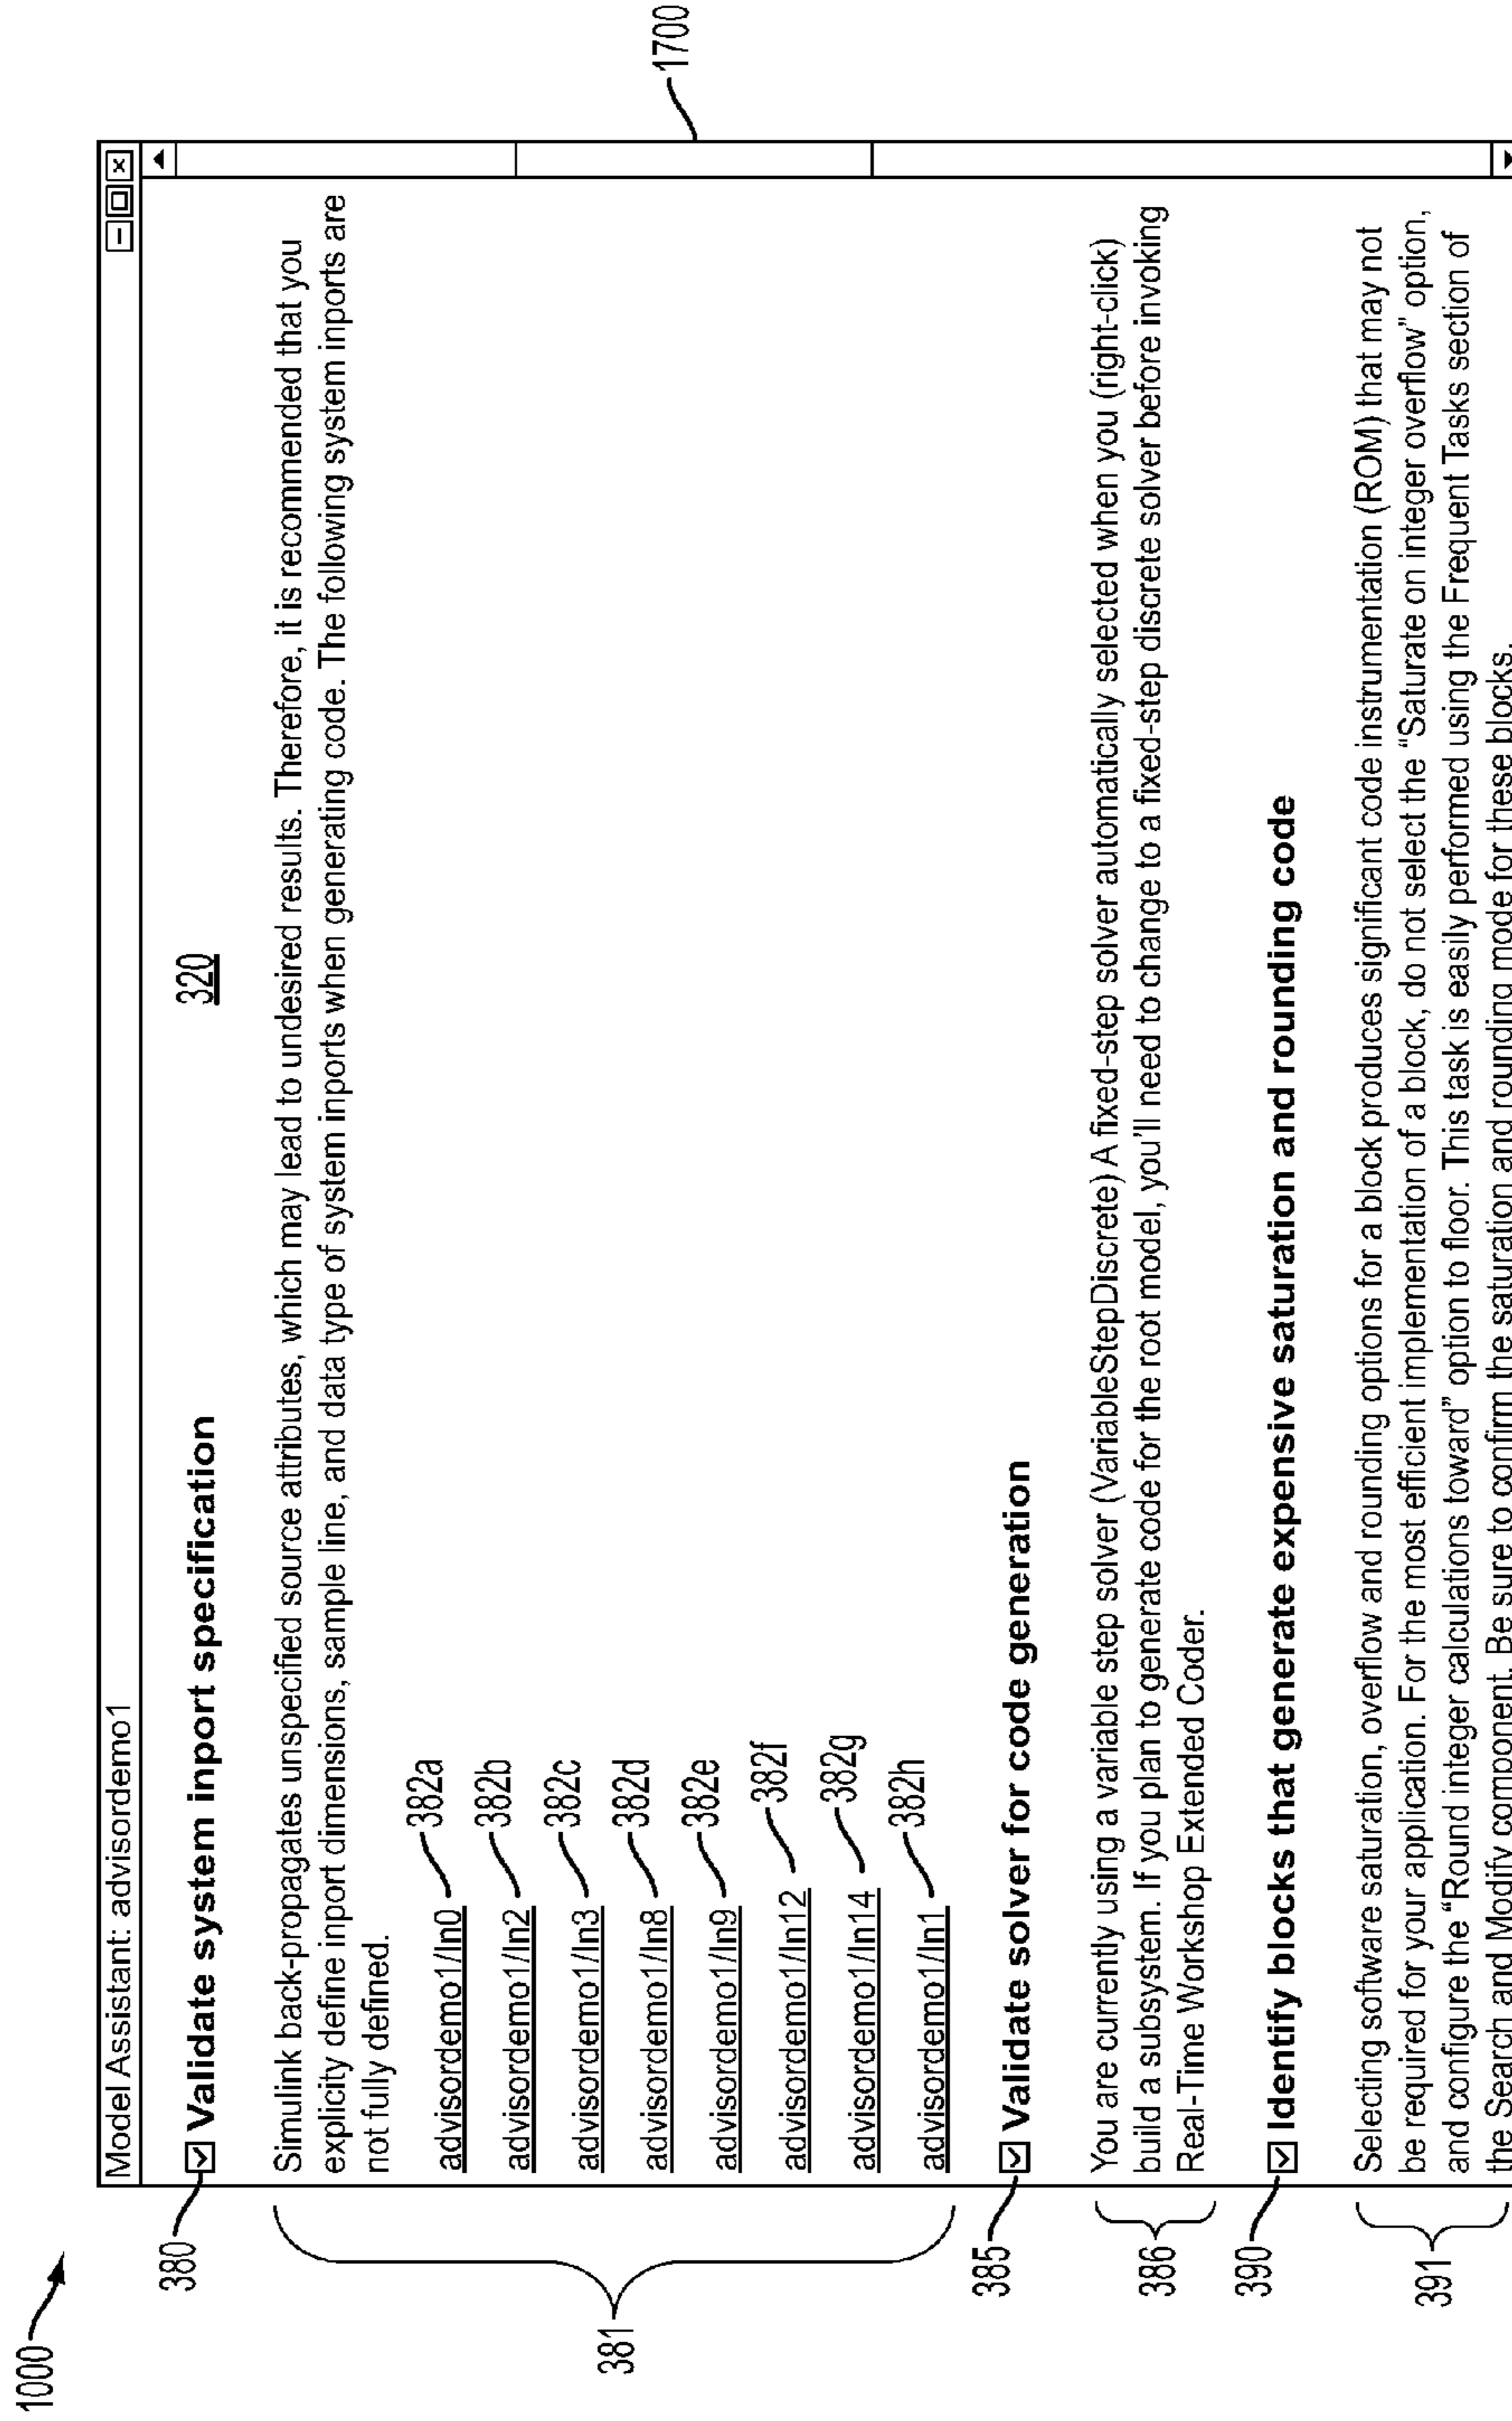 1000
Model Assistant: advisordemo1
320
380
Validate system inport specification
Simulink back-propagates unspecified source attributes, which may lead to undesired results. Therefore, it is recommended that you
explicity define inport dimensions, sample line, and data type of system inports when generating code. The following system inports are
not fully defined.
381
advisordemo1/In0 382a
advisordemo1/In2 382b
advisordemo1/In3 382c
advisordemo1/In8 382d
advisordemo1/In9 382e
advisordemo1/In12 382f
advisordemo1/In14 382g
advisordemo1/In1 382h
1700
385
Validate solver for code generation
386
You are currently using a variable step solver (VariableStepDiscrete) A fixed-step solver automatically selected when you (right-click)
build a subsystem. If you plan to generate code for the root model, you'll need to change to a fixed-step discrete solver before invoking
Real-Time Workshop Extended Coder.
390
Identify blocks that generate expensive saturation and rounding code
391
Selecting software saturation, overflow and rounding options for a block produces significant code instrumentation (ROM) that may not
be required for your application. For the most efficient implementation of a block, do not select the “Saturate on integer overflow” option,
and configure the “Round integer calculations toward” option to floor. This task is easily performed using the Frequent Tasks section of
the Search and Modify component. Be sure to confirm the saturation and rounding mode for these blocks.